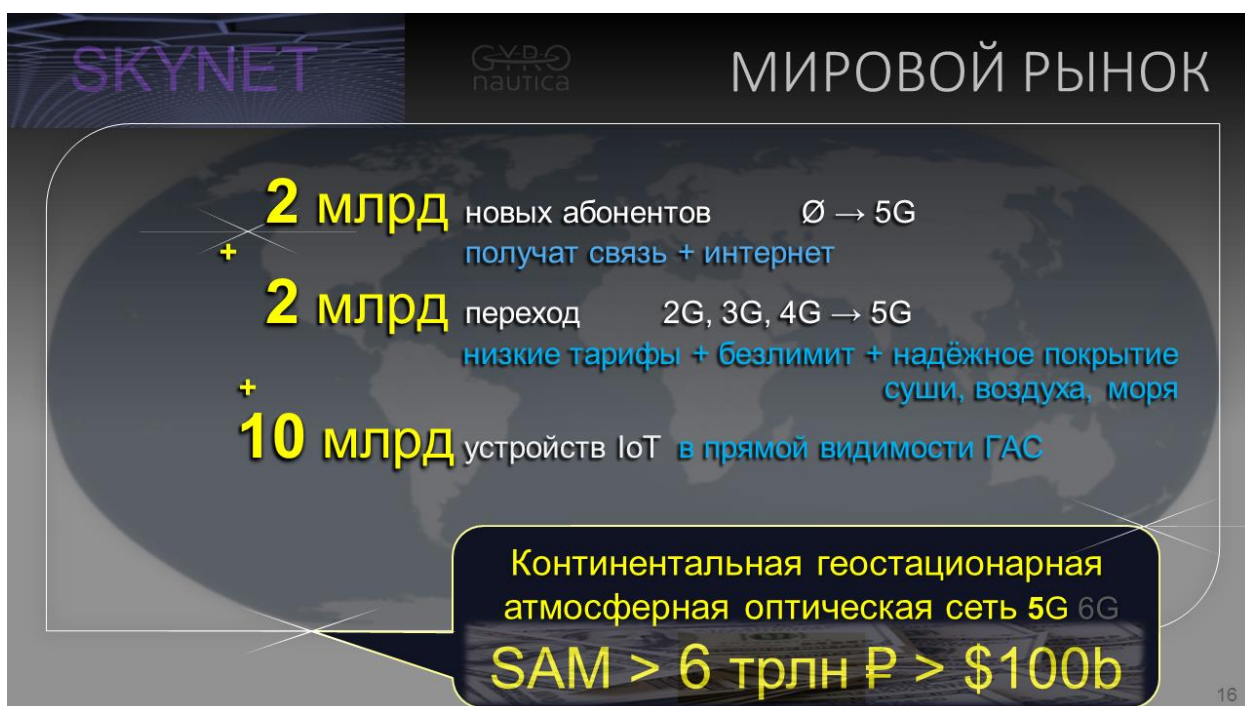 SKYNET
GYRO
nautica
МИРОВОЙ РЫНОК
2 млрд новых абонентов Ø → 5G
+
получат связь + интернет
2 млрд переход 2G, 3G, 4G → 5G
низкие тарифы + безлимит + надёжное покрытие
суши, воздуха, моря
+
10 млрд устройств IoT в прямой видимости ГАС
Континентальная геостационарная
атмосферная оптическая сеть 5G 6G
SAM > 6 трлн ₽ > $100b
16